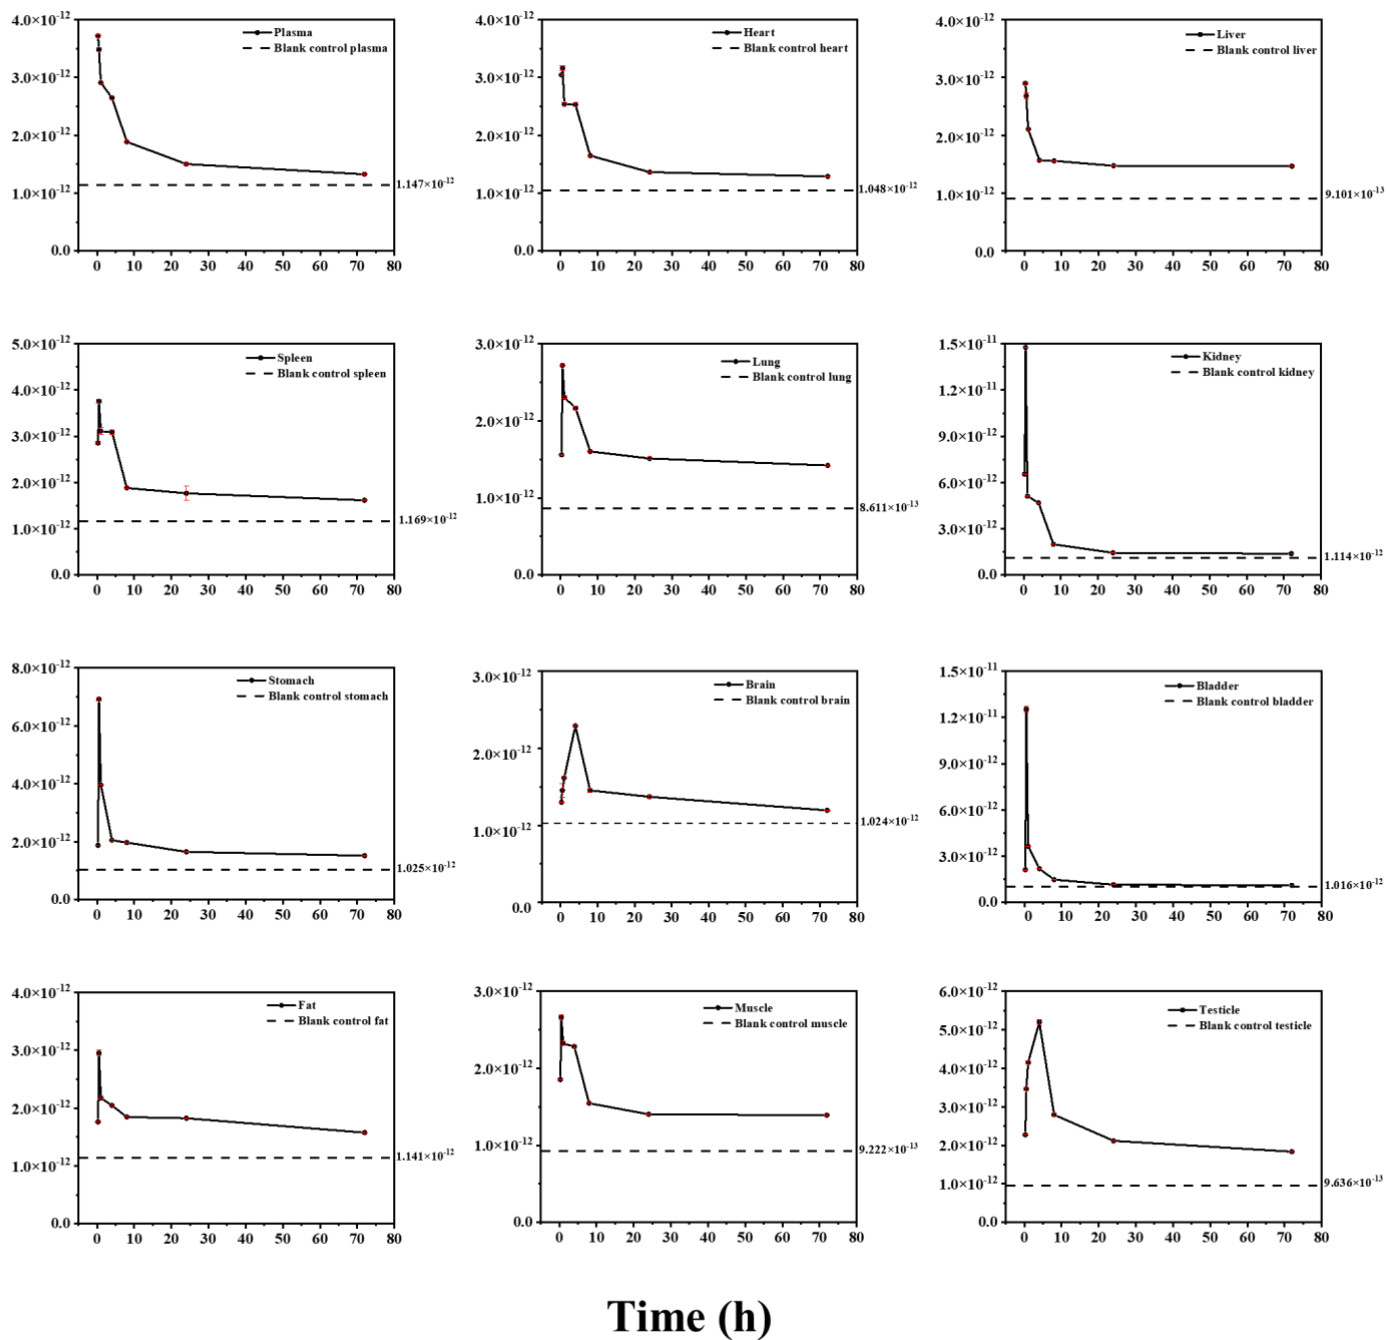 4.0×10⁻¹²
3.0×10⁻¹²
2.0×10⁻¹²
1.0×10⁻¹²
0.0
Plasma
Blank control plasma
1.147×10⁻¹²
0 10 20 30 40 50 60 70 80
4.0×10⁻¹²
3.0×10⁻¹²
2.0×10⁻¹²
1.0×10⁻¹²
0.0
Heart
Blank control heart
1.048×10⁻¹²
0 10 20 30 40 50 60 70 80
4.0×10⁻¹²
3.0×10⁻¹²
2.0×10⁻¹²
1.0×10⁻¹²
0.0
Liver
Blank control liver
9.101×10⁻¹³
0 10 20 30 40 50 60 70 80
5.0×10⁻¹²
4.0×10⁻¹²
3.0×10⁻¹²
2.0×10⁻¹²
1.0×10⁻¹²
0.0
Spleen
Blank control spleen
1.169×10⁻¹²
0 10 20 30 40 50 60 70 80
3.0×10⁻¹²
2.0×10⁻¹²
1.0×10⁻¹²
0.0
Lung
Blank control lung
8.611×10⁻¹³
0 10 20 30 40 50 60 70 80
1.5×10⁻¹¹
1.2×10⁻¹¹
9.0×10⁻¹²
6.0×10⁻¹²
3.0×10⁻¹²
0.0
Kidney
Blank control kidney
1.114×10⁻¹²
0 10 20 30 40 50 60 70 80
8.0×10⁻¹²
6.0×10⁻¹²
4.0×10⁻¹²
2.0×10⁻¹²
0.0
Stomach
Blank control stomach
1.025×10⁻¹²
0 10 20 30 40 50 60 70 80
3.0×10⁻¹²
2.0×10⁻¹²
1.0×10⁻¹²
0.0
Brain
Blank control brain
1.024×10⁻¹²
0 10 20 30 40 50 60 70 80
1.5×10⁻¹¹
1.2×10⁻¹¹
9.0×10⁻¹²
6.0×10⁻¹²
3.0×10⁻¹²
0.0
Bladder
Blank control bladder
1.016×10⁻¹²
0 10 20 30 40 50 60 70 80
4.0×10⁻¹²
3.0×10⁻¹²
2.0×10⁻¹²
1.0×10⁻¹²
0.0
Fat
Blank control fat
1.141×10⁻¹²
0 10 20 30 40 50 60 70 80
3.0×10⁻¹²
2.0×10⁻¹²
1.0×10⁻¹²
0.0
Muscle
Blank control muscle
9.222×10⁻¹³
0 10 20 30 40 50 60 70 80
6.0×10⁻¹²
5.0×10⁻¹²
4.0×10⁻¹²
3.0×10⁻¹²
2.0×10⁻¹²
1.0×10⁻¹²
0.0
Testicle
Blank control testicle
9.636×10⁻¹³
0 10 20 30 40 50 60 70 80
Time (h)